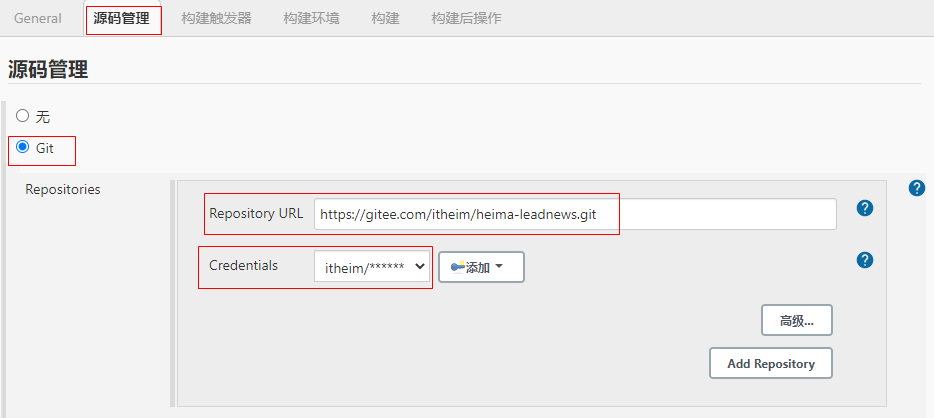 General 源码管理 构建触发器 构建环境 构建 构建后操作
源码管理
无
Git
Repositories
Repository URL https://gitee.com/itheim/heima-leadnews.git
Credentials itheim/****** 添加
高级...
Add Repository